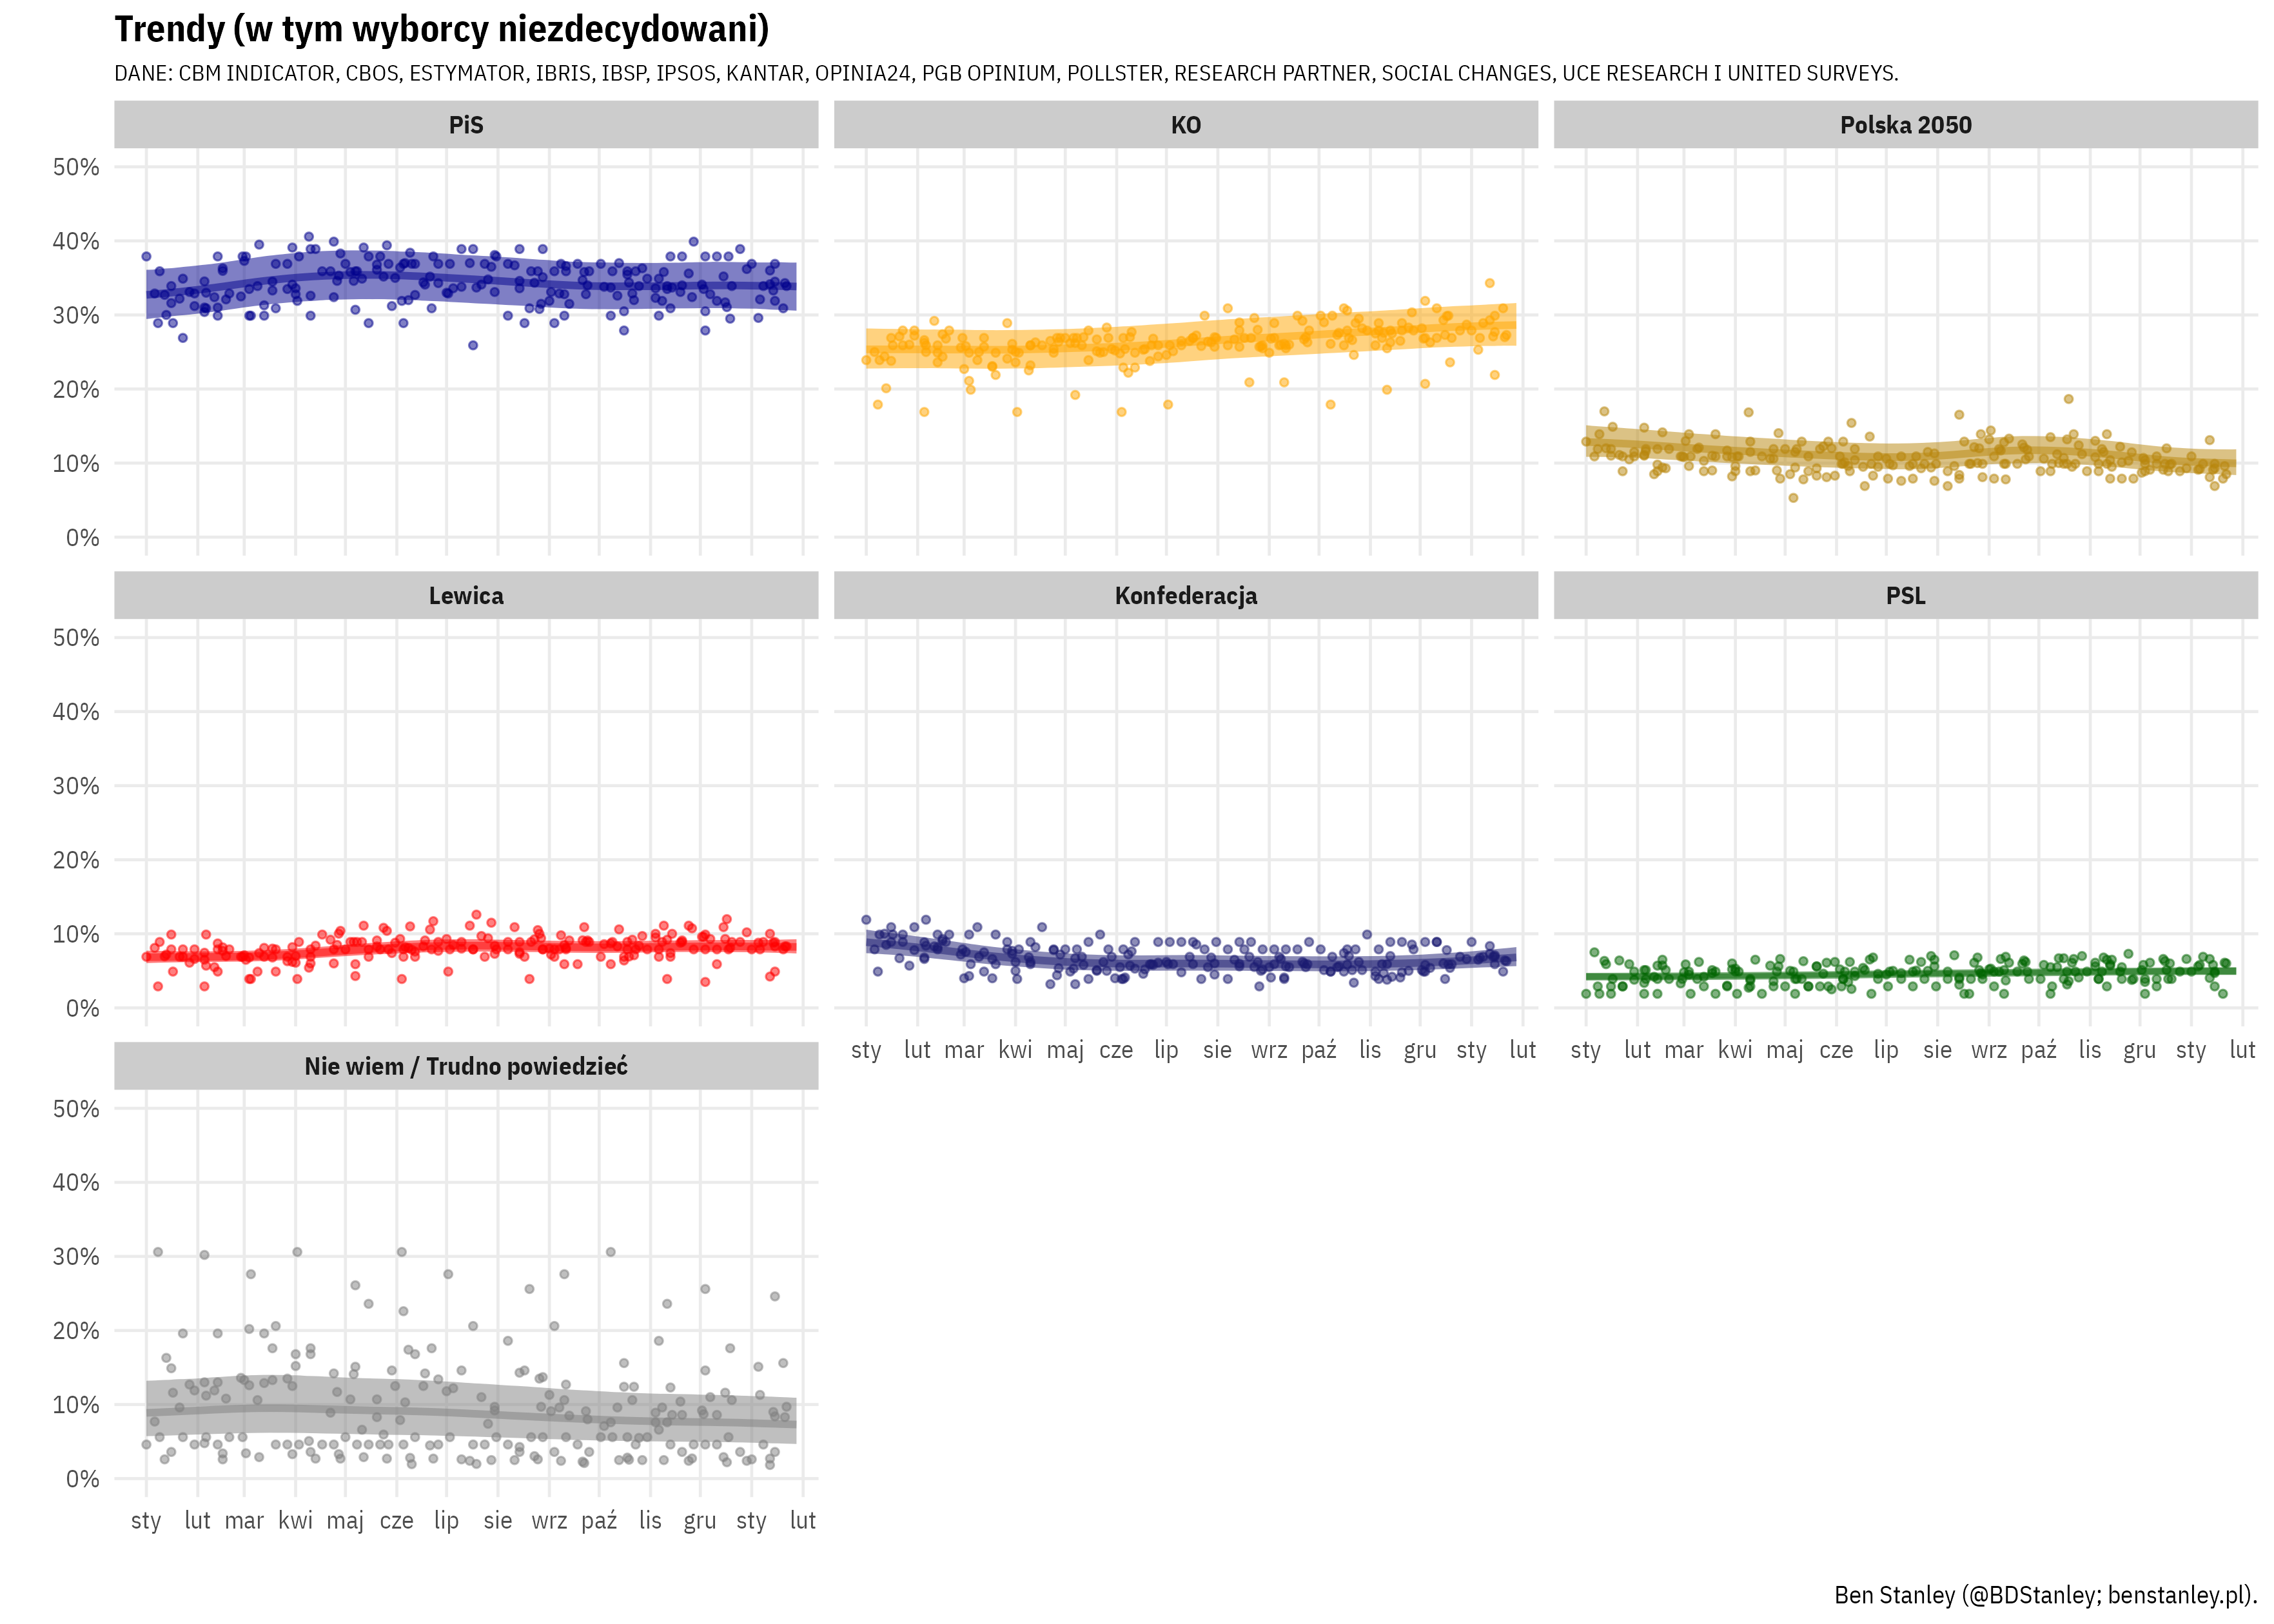 Trendy (w tym wyborcy niezdecydowani)
DANE: CBM INDICATOR, CBOS, ESTYMATOR, IBRIS, IBSP, IPSOS, KANTAR, OPINIA24, PGB OPINIUM, POLLSTER, RESEARCH PARTNER, SOCIAL CHANGES, UCE RESEARCH I UNITED SURVEYS.
PiS KO Polska 2050
50%
40%
30%
20%
10%
0%
Lewica Konfederacja PSL
50%
40%
30%
20%
10%
0%
sty lut mar kwi maj cze lip sie wrz paź lis gru sty lut sty lut mar kwi maj cze lip sie wrz paź lis gru sty lut
Nie wiem / Trudno powiedzieć
50%
40%
30%
20%
10%
0%
sty lut mar kwi maj cze lip sie wrz paź lis gru sty lut
Ben Stanley (@BDStanley; benstanley.pl).